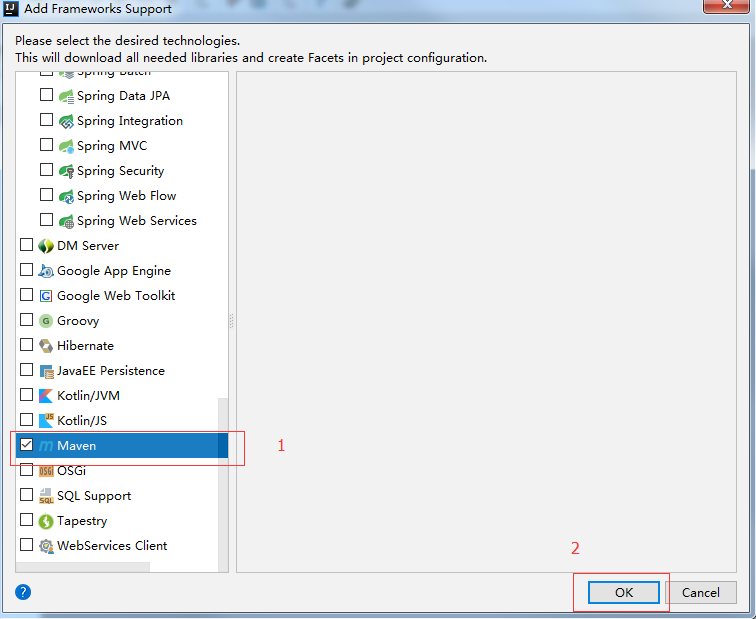 Add Frameworks Support
Please select the desired technologies.
This will download all needed libraries and create Facets in project configuration.
Spring Batch
Spring Data JPA
Spring Integration
Spring MVC
Spring Security
Spring Web Flow
Spring Web Services
DM Server
Google App Engine
G Google Web Toolkit
G Groovy
Hibernate
JavaEE Persistence
Kotlin/JVM
JS Kotlin/JS
m Maven
1
OSGi OSGi
SQL SQL Support
Tapestry
WebServices Client
2
? OK Cancel